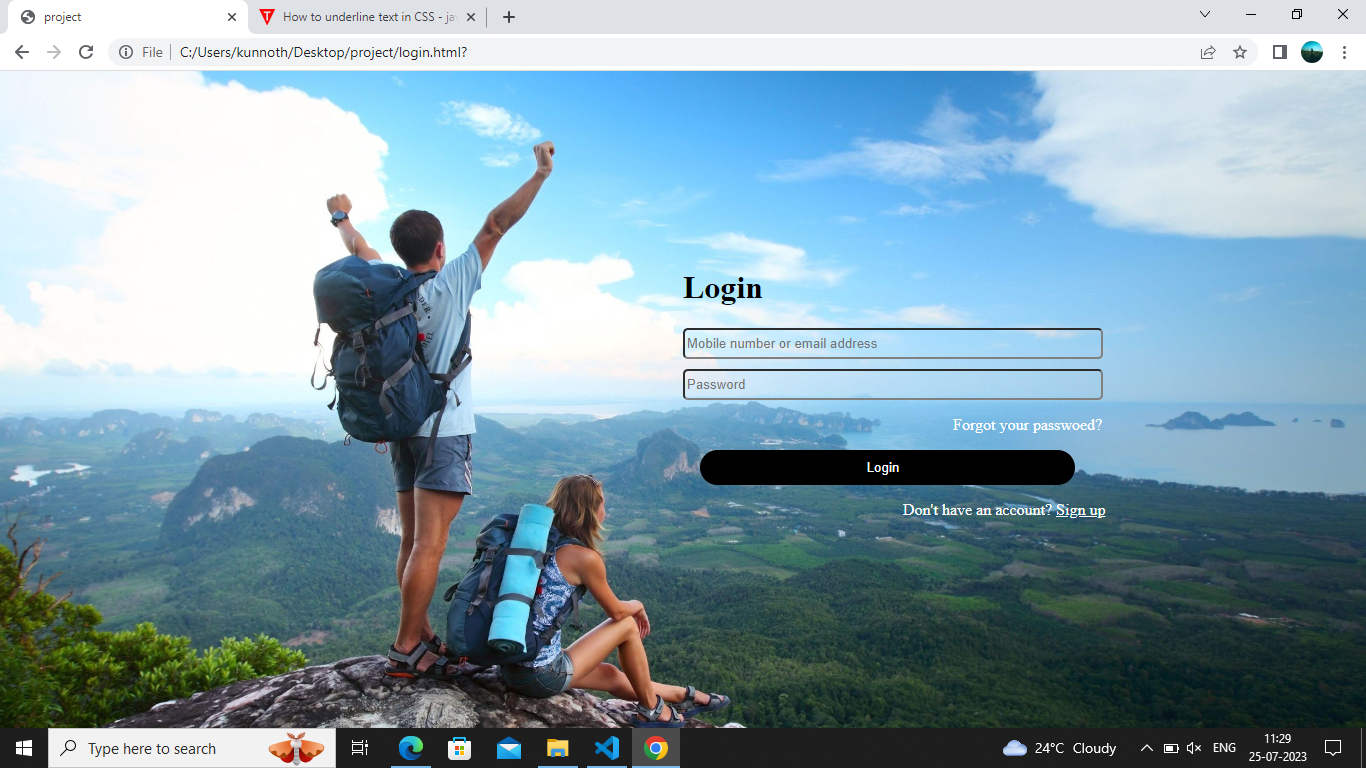 project
How to underline text in CSS - jav
File
C:/Users/kunnoth/Desktop/project/login.html?
Login
Mobile number or email address
Password
Forgot your passwoed?
Login
Don't have an account? Sign up
Type here to search
24°C Cloudy
ENG
11:29
25-07-2023